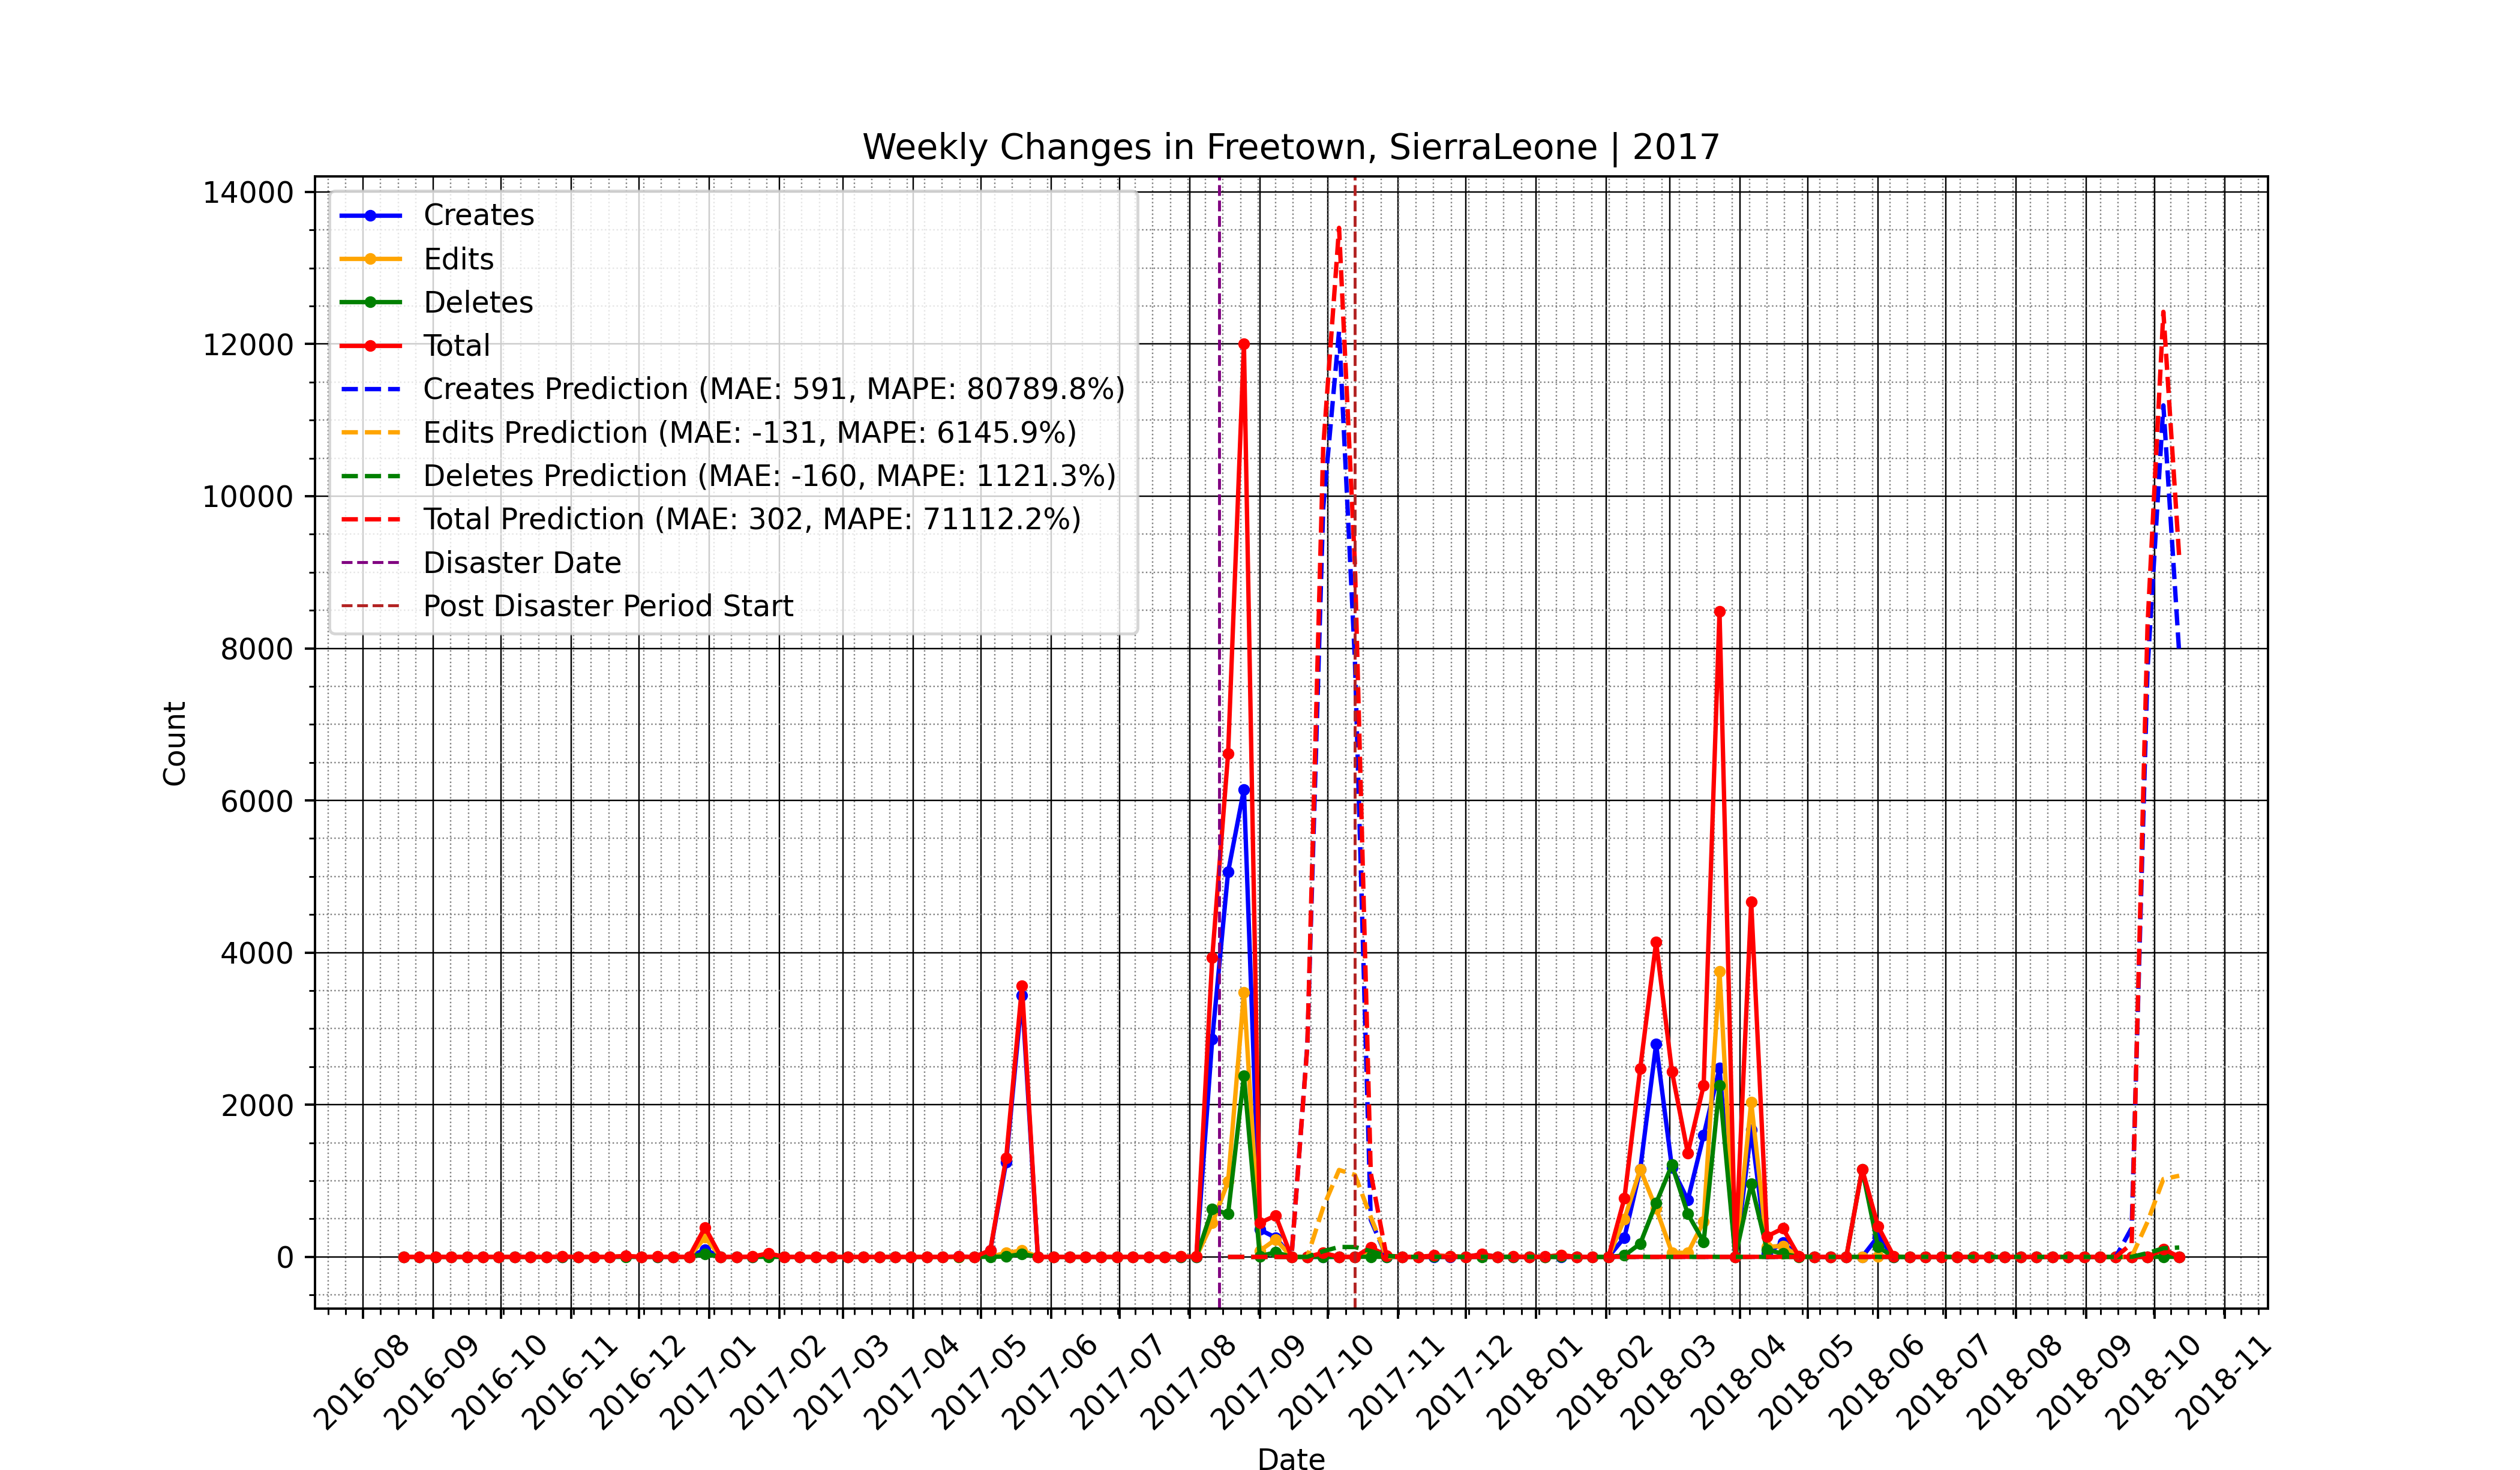 Weekly Changes in Freetown, SierraLeone | 2017
14000
12000
10000
8000
6000
4000
2000
0
Count
Creates
Edits
Deletes
Total
Creates Prediction (MAE: 591, MAPE: 80789.8%)
Edits Prediction (MAE: -131, MAPE: 6145.9%)
Deletes Prediction (MAE: -160, MAPE: 1121.3%)
Total Prediction (MAE: 302, MAPE: 71112.2%)
Disaster Date
Post Disaster Period Start
2016-08
2016-09
2016-10
2016-11
2016-12
2017-01
2017-02
2017-03
2017-04
2017-05
2017-06
2017-07
2017-08
2017-09
2017-10
2017-11
2017-12
2018-01
2018-02
2018-03
2018-04
2018-05
2018-06
2018-07
2018-08
2018-09
2018-10
2018-11
Date